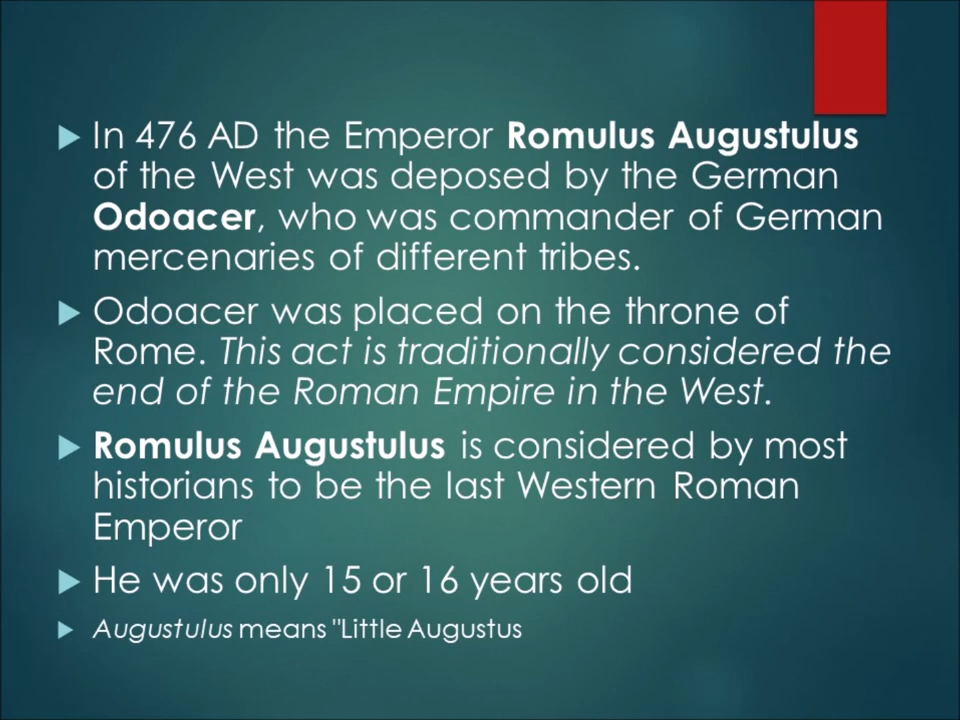 In 476 AD the Emperor Romulus Augustulus
of the West was deposed by the German
Odoacer, who was commander of German
mercenaries of different tribes.
Odoacer was placed on the throne of
Rome. This act is traditionally considered the
end of the Roman Empire in the West.
Romulus Augustulus is considered by most
historians to be the last Western Roman
Emperor
He was only 15 or 16 years old
Augustulus means "Little Augustus